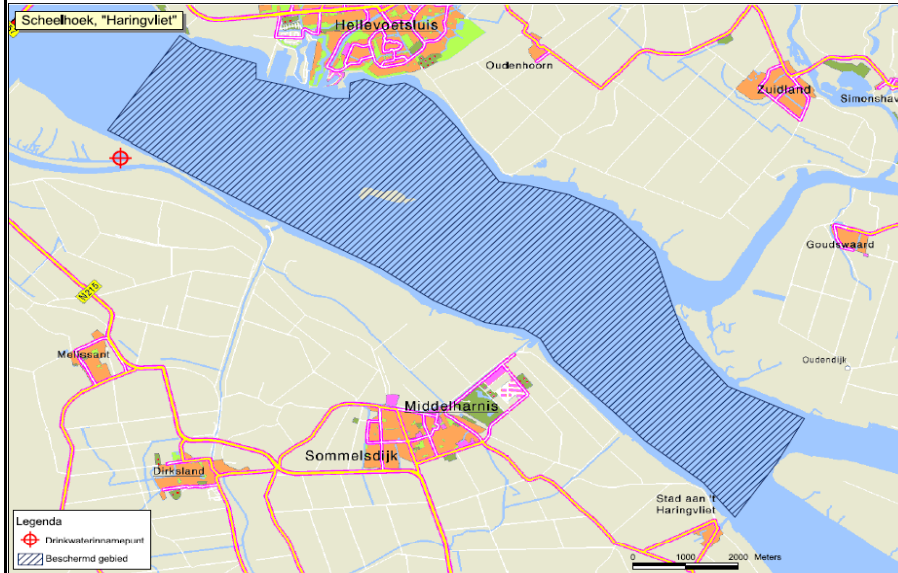 Scheelhoek, "Haringvliet"
Hellevoetsluis
Oudenhoorn
Zuidland
Simonshav
Goudswaard
N215
Mellissant
Oudendijk
Middelharnis
Sommelsdijk
Dirksland
Stad aan 't
Haringvliet
Legenda
Drinkwaterinnamepunt
Beschermd gebied
0 1000 2000 Meters